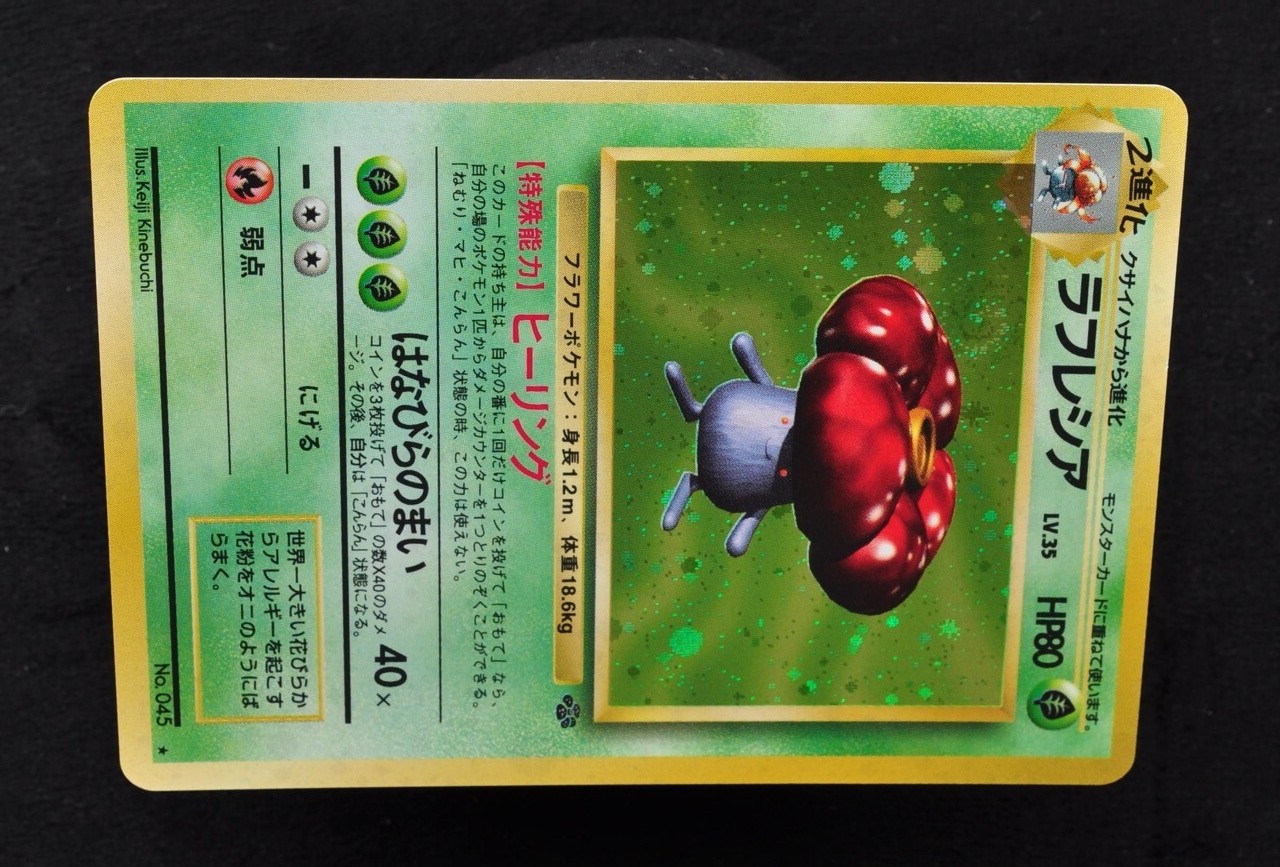 2進化
クサイハナから進化
モンスターカードに重ねて使います。
ラフレシア LV.35 HP80
フラワーポケモン：身長1.2m、体重18.6kg
【特殊能力】ヒーリング
このカードの持ち主は、自分の番に1回だけコインを投げて「おもて」なら、
自分の場のポケモン1匹からダメージカウンターを1つとりのぞくことができる。
「ねむり・マヒ・こんらん」状態の時、この力は使えない。
はなびらのまい 40×
コインを3枚投げて「おもて」の数×40のダメ
ージ。その後、自分は「こんらん」状態になる。
にげる
弱点
世界一大きい花びらか
らアレルギーを起こす
花粉をオニのようにば
らまく。
Illus. Keiji Kinebuchi
No. 045 ★